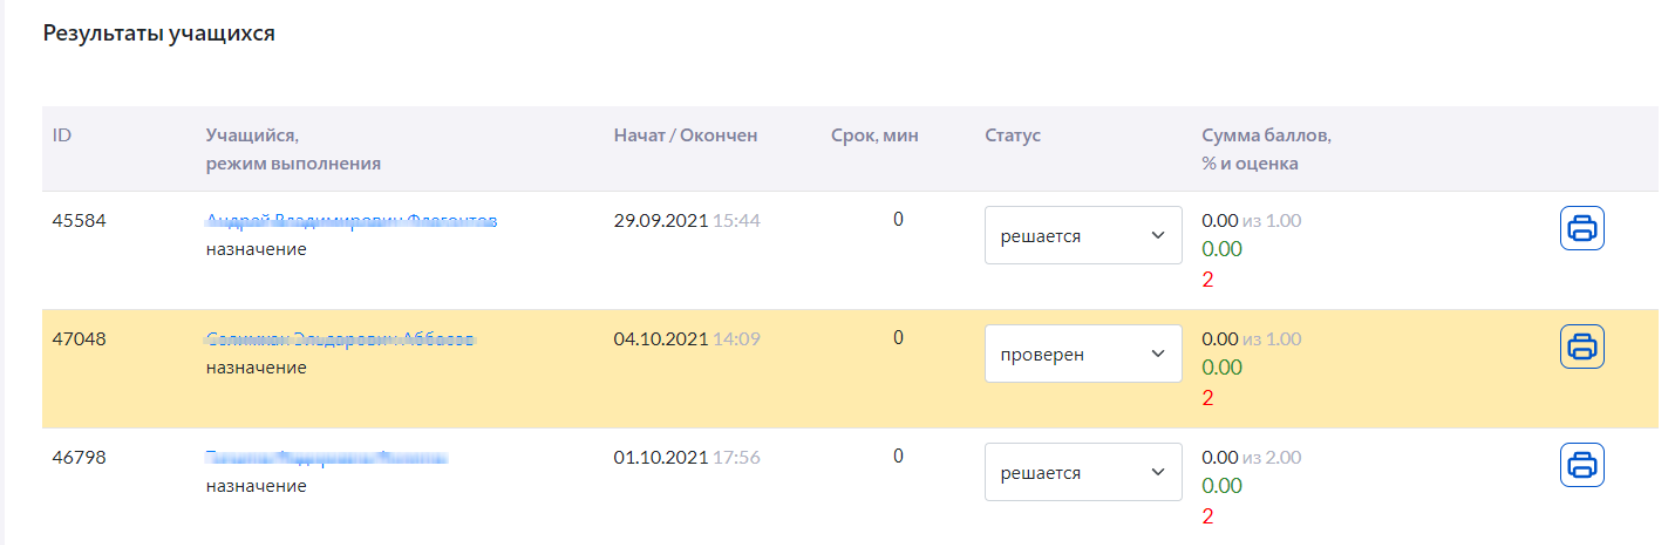 Результаты учащихся
ID
Учащийся,
режим выполнения
Начат / Окончен
Срок, мин
Статус
Сумма баллов,
% и оценка
45584
назначение
29.09.2021 15:44
0
решается
0.00 из 1.00
0.00
2
47048
назначение
04.10.2021 14:09
0
проверен
0.00 из 1.00
0.00
2
46798
назначение
01.10.2021 17:56
0
решается
0.00 из 2.00
0.00
2